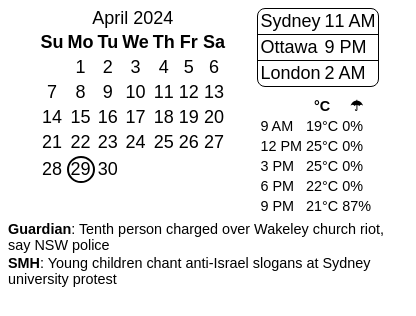 April 2024
Su Mo Tu We Th Fr Sa
1 2 3 4 5 6
7 8 9 10 11 12 13
14 15 16 17 18 19 20
21 22 23 24 25 26 27
28 29 30
Sydney 11 AM
Ottawa 9 PM
London 2 AM
°C ☂
9 AM 19°C 0%
12 PM 25°C 0%
3 PM 25°C 0%
6 PM 22°C 0%
9 PM 21°C 87%
Guardian: Tenth person charged over Wakeley church riot,
say NSW police
SMH: Young children chant anti-Israel slogans at Sydney
university protest